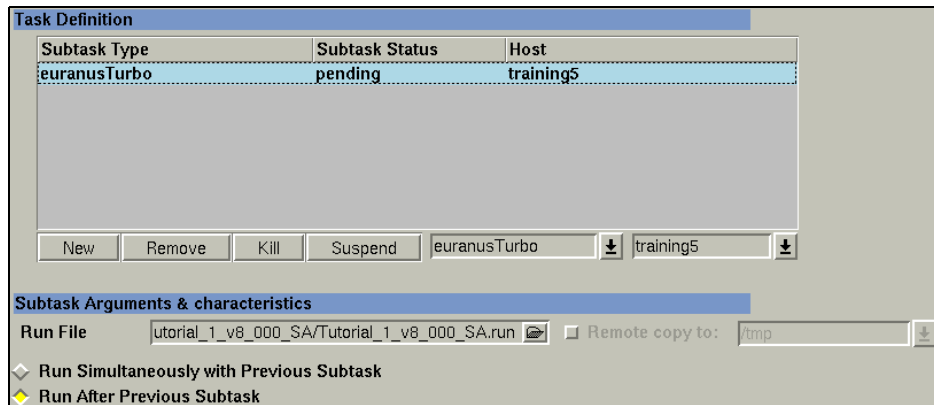 Task Definition
Subtask Type Subtask Status Host
euranusTurbo pending training5
New Remove Kill Suspend euranusTurbo training5
Subtask Arguments & characteristics
Run File utorial_1_v8_000_SA/Tutorial_1_v8_000_SA.run Remote copy to: /tmp
Run Simultaneously with Previous Subtask
Run After Previous Subtask